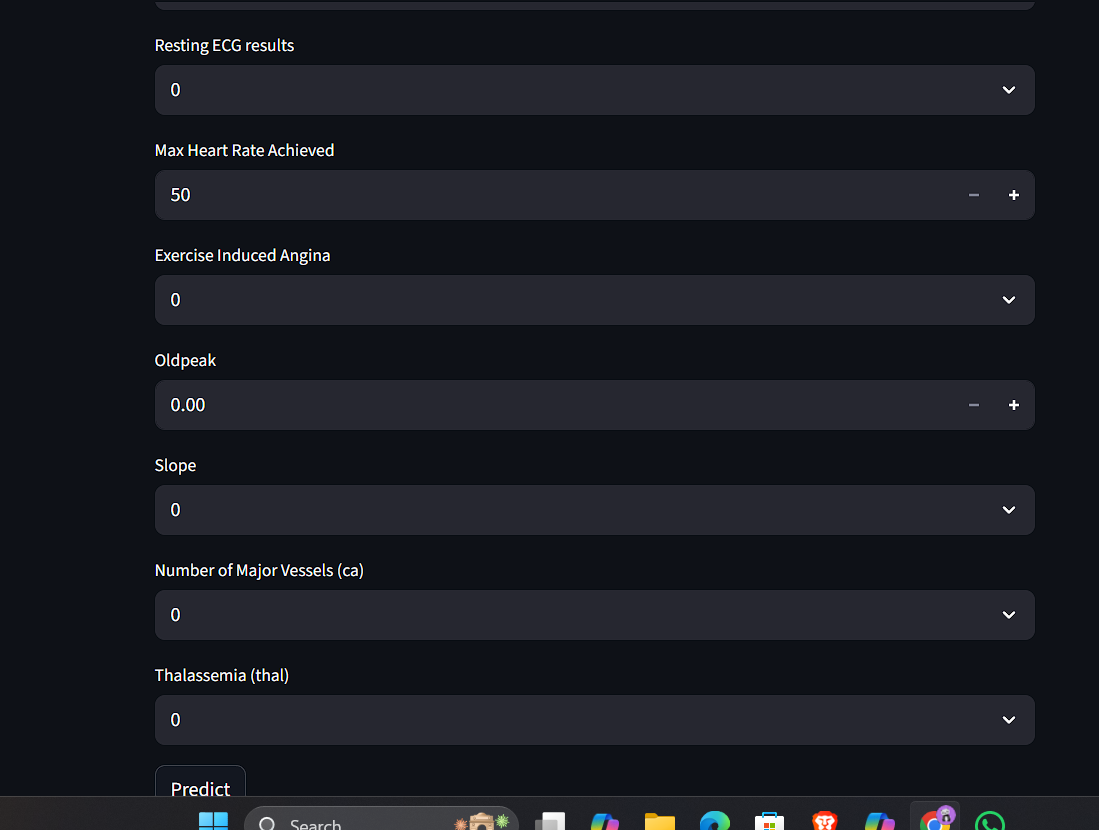 Resting ECG results
0
Max Heart Rate Achieved
50
Exercise Induced Angina
0
Oldpeak
0.00
Slope
0
Number of Major Vessels (ca)
0
Thalassemia (thal)
0
Predict
Search